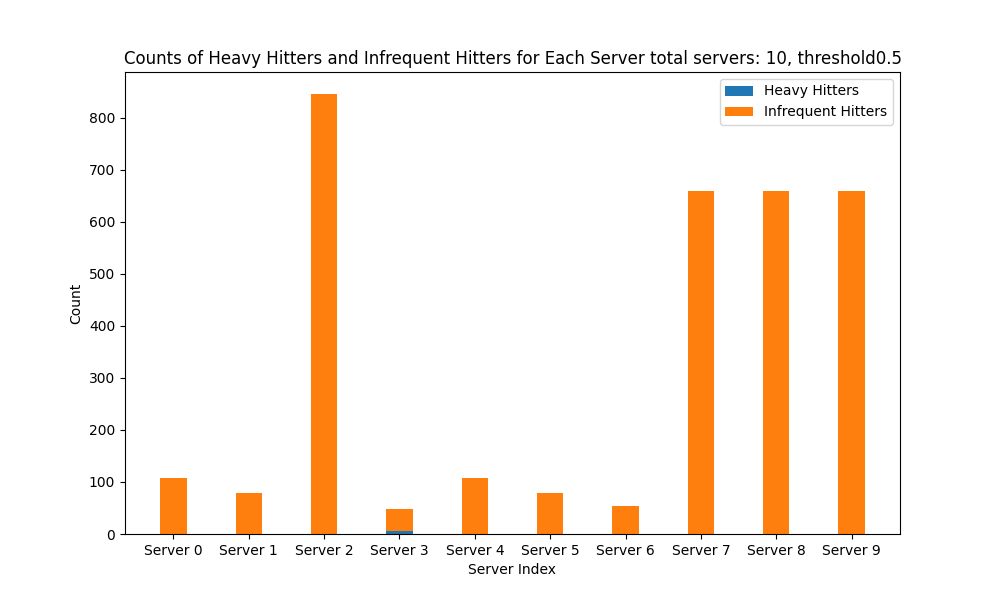 Counts of Heavy Hitters and Infrequent Hitters for Each Server total servers: 10, threshold0.5
Heavy Hitters
Infrequent Hitters
800
700
600
500
400
300
200
100
0
Count
Server 0 Server 1 Server 2 Server 3 Server 4 Server 5 Server 6 Server 7 Server 8 Server 9
Server Index